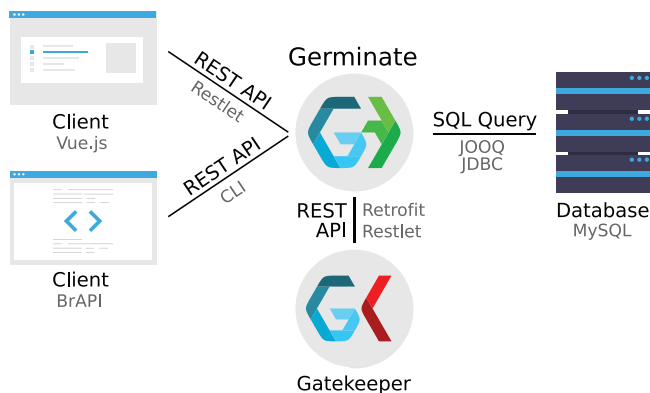 Germinate
REST API
Restlet
Client
Vue.js
REST API
CLI
Client
BrAPI
SQL Query
JOOQ
JDBC
Database
MySQL
REST
API
Retrofit
Restlet
Gatekeeper